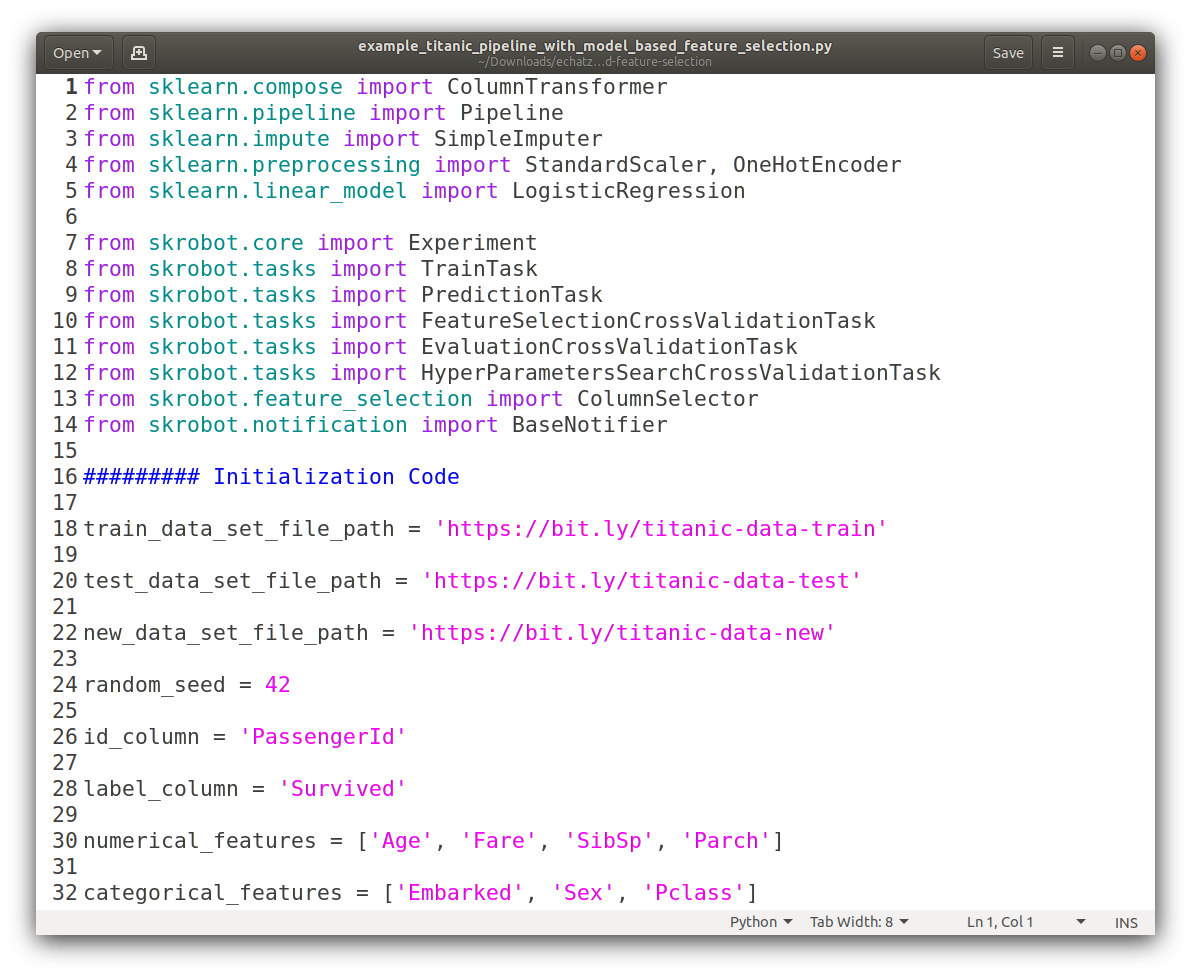 Open
example_titanic_pipeline_with_model_based_feature_selection.py
~/Downloads/echatz...d-feature-selection
Save
1 from sklearn.compose import ColumnTransformer
2 from sklearn.pipeline import Pipeline
3 from sklearn.impute import SimpleImputer
4 from sklearn.preprocessing import StandardScaler, OneHotEncoder
5 from sklearn.linear_model import LogisticRegression
6
7 from skrobot.core import Experiment
8 from skrobot.tasks import TrainTask
9 from skrobot.tasks import PredictionTask
10 from skrobot.tasks import FeatureSelectionCrossValidationTask
11 from skrobot.tasks import EvaluationCrossValidationTask
12 from skrobot.tasks import HyperParametersSearchCrossValidationTask
13 from skrobot.feature_selection import ColumnSelector
14 from skrobot.notification import BaseNotifier
15
16 ######### Initialization Code
17
18 train_data_set_file_path = 'https://bit.ly/titanic-data-train'
19
20 test_data_set_file_path = 'https://bit.ly/titanic-data-test'
21
22 new_data_set_file_path = 'https://bit.ly/titanic-data-new'
23
24 random_seed = 42
25
26 id_column = 'PassengerId'
27
28 label_column = 'Survived'
29
30 numerical_features = ['Age', 'Fare', 'SibSp', 'Parch']
31
32 categorical_features = ['Embarked', 'Sex', 'Pclass']
Python Tab Width: 8 Ln 1, Col 1 INS